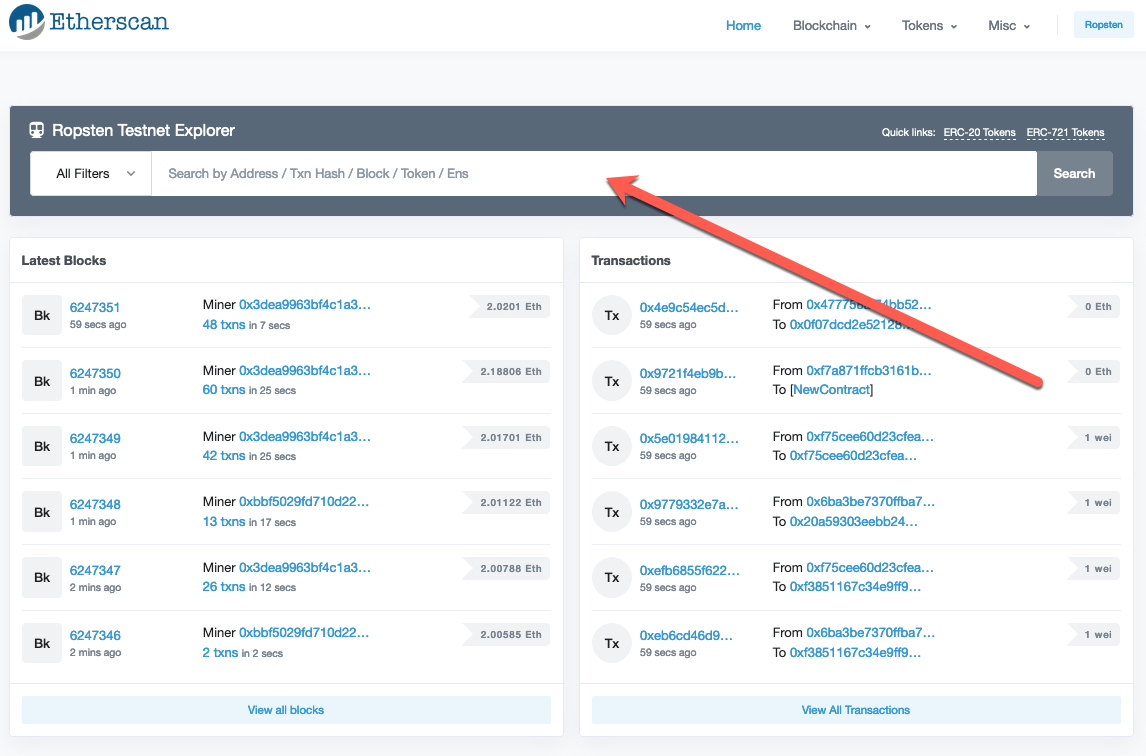 Etherscan
Home Blockchain Tokens Misc Ropsten
Ropsten Testnet Explorer
Quick links: ERC-20 Tokens ERC-721 Tokens
All Filters Search by Address / Txn Hash / Block / Token / Ens Search
Latest Blocks
Bk 6247351 Miner 0x3dea9963bf4c1a3... 2.0201 Eth
59 secs ago 48 txns in 7 secs
Bk 6247350 Miner 0x3dea9963bf4c1a3... 2.18806 Eth
1 min ago 60 txns in 25 secs
Bk 6247349 Miner 0x3dea9963bf4c1a3... 2.01701 Eth
1 min ago 42 txns in 25 secs
Bk 6247348 Miner 0xbbf5029fd710d22... 2.01122 Eth
1 min ago 13 txns in 17 secs
Bk 6247347 Miner 0x3dea9963bf4c1a3... 2.00788 Eth
2 mins ago 26 txns in 12 secs
Bk 6247346 Miner 0xbbf5029fd710d22... 2.00585 Eth
2 mins ago 2 txns in 2 secs
View all blocks
Transactions
Tx 0x4e9c54ec5d... From 0 Eth
59 secs ago To
Tx 0x9721f4eb9b... From 0xf7a871ffcb3161b... 0 Eth
59 secs ago To [NewContract]
Tx 0x5e01984112... From 0xf75cee60d23cfea... 1 wei
59 secs ago To 0xf75cee60d23cfea...
Tx 0x9779332e7a... From 0x6ba3be7370ffba7... 1 wei
59 secs ago To 0x20a59303eebb24...
Tx 0xefb6855f622... From 0xf75cee60d23cfea... 1 wei
59 secs ago To 0xf3851167c34e9ff9...
Tx 0xeb6cd46d9... From 0x6ba3be7370ffba7... 1 wei
59 secs ago To 0xf3851167c34e9ff9...
View All Transactions